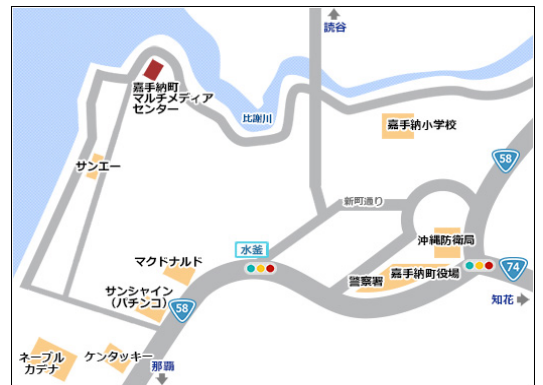 読谷
嘉手納町
マルチメディア
センター
比謝川
嘉手納小学校
58
サンエー
新町通り
沖縄防衛局
水釜
マクドナルド
警察署
嘉手納町役場
74
知花
サンシャイン
(パチンコ)
58
ネーブル
カデナ
ケンタッキー
那覇